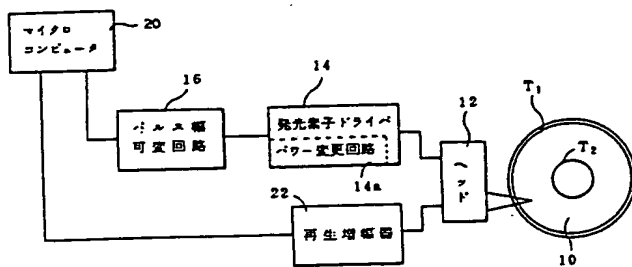 マイクロ
コンピュータ
20
16
パルス幅
可変回路
14
発光素子ドライバ
パワー変更回路
14a
12
ヘッド
T1
T2
10
22
再生増幅器